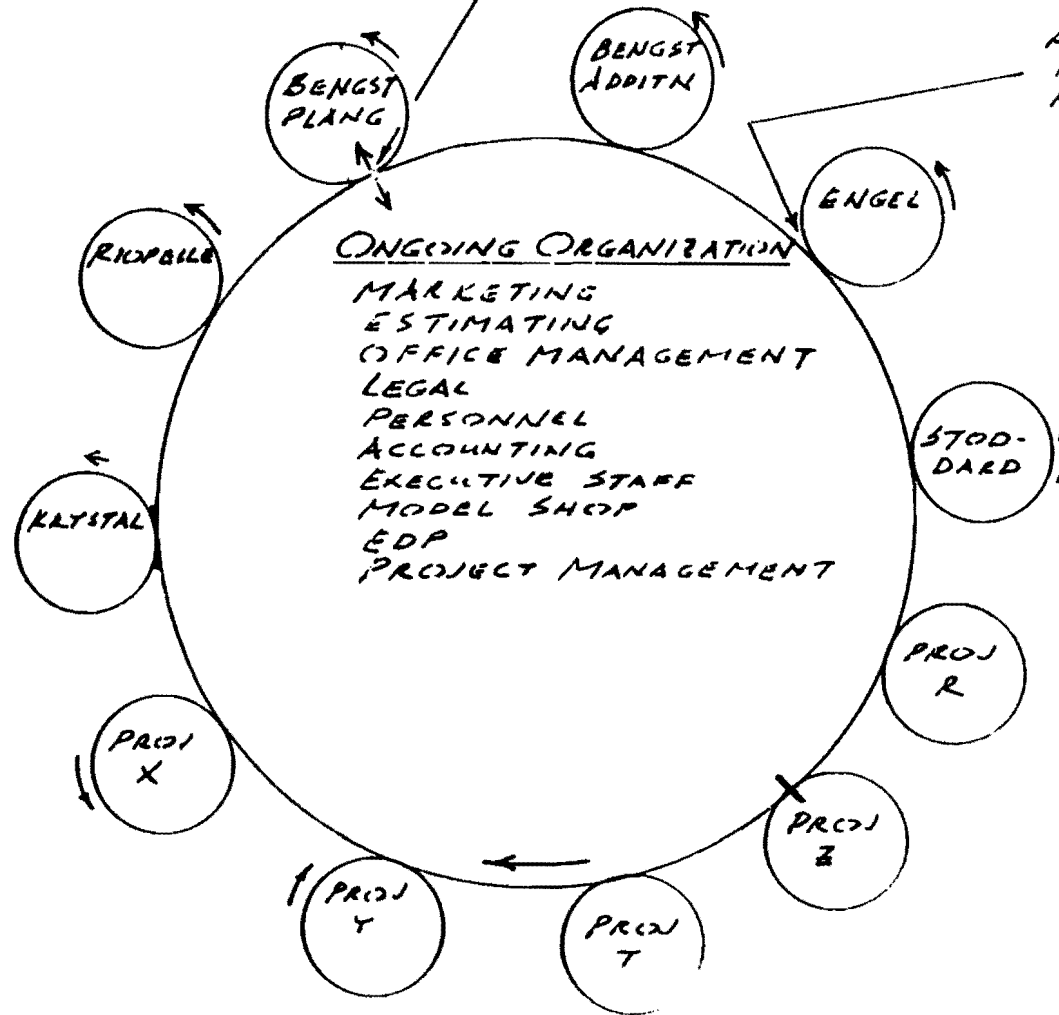 BENGST
PLANG
BENGST
ADDITN
ENGEL
RIOPELLE
ONGOING ORGANIZATION
MARKETING
ESTIMATING
OFFICE MANAGEMENT
LEGAL
PERSONNEL
ACCOUNTING
EXECUTIVE STAFF
MODEL SHOP
EDP
PROJECT MANAGEMENT
STOD-
DARD
KRYSTAL
PROJ
R
PROJ
X
PROJ
Z
PROJ
Y
PROJ
T